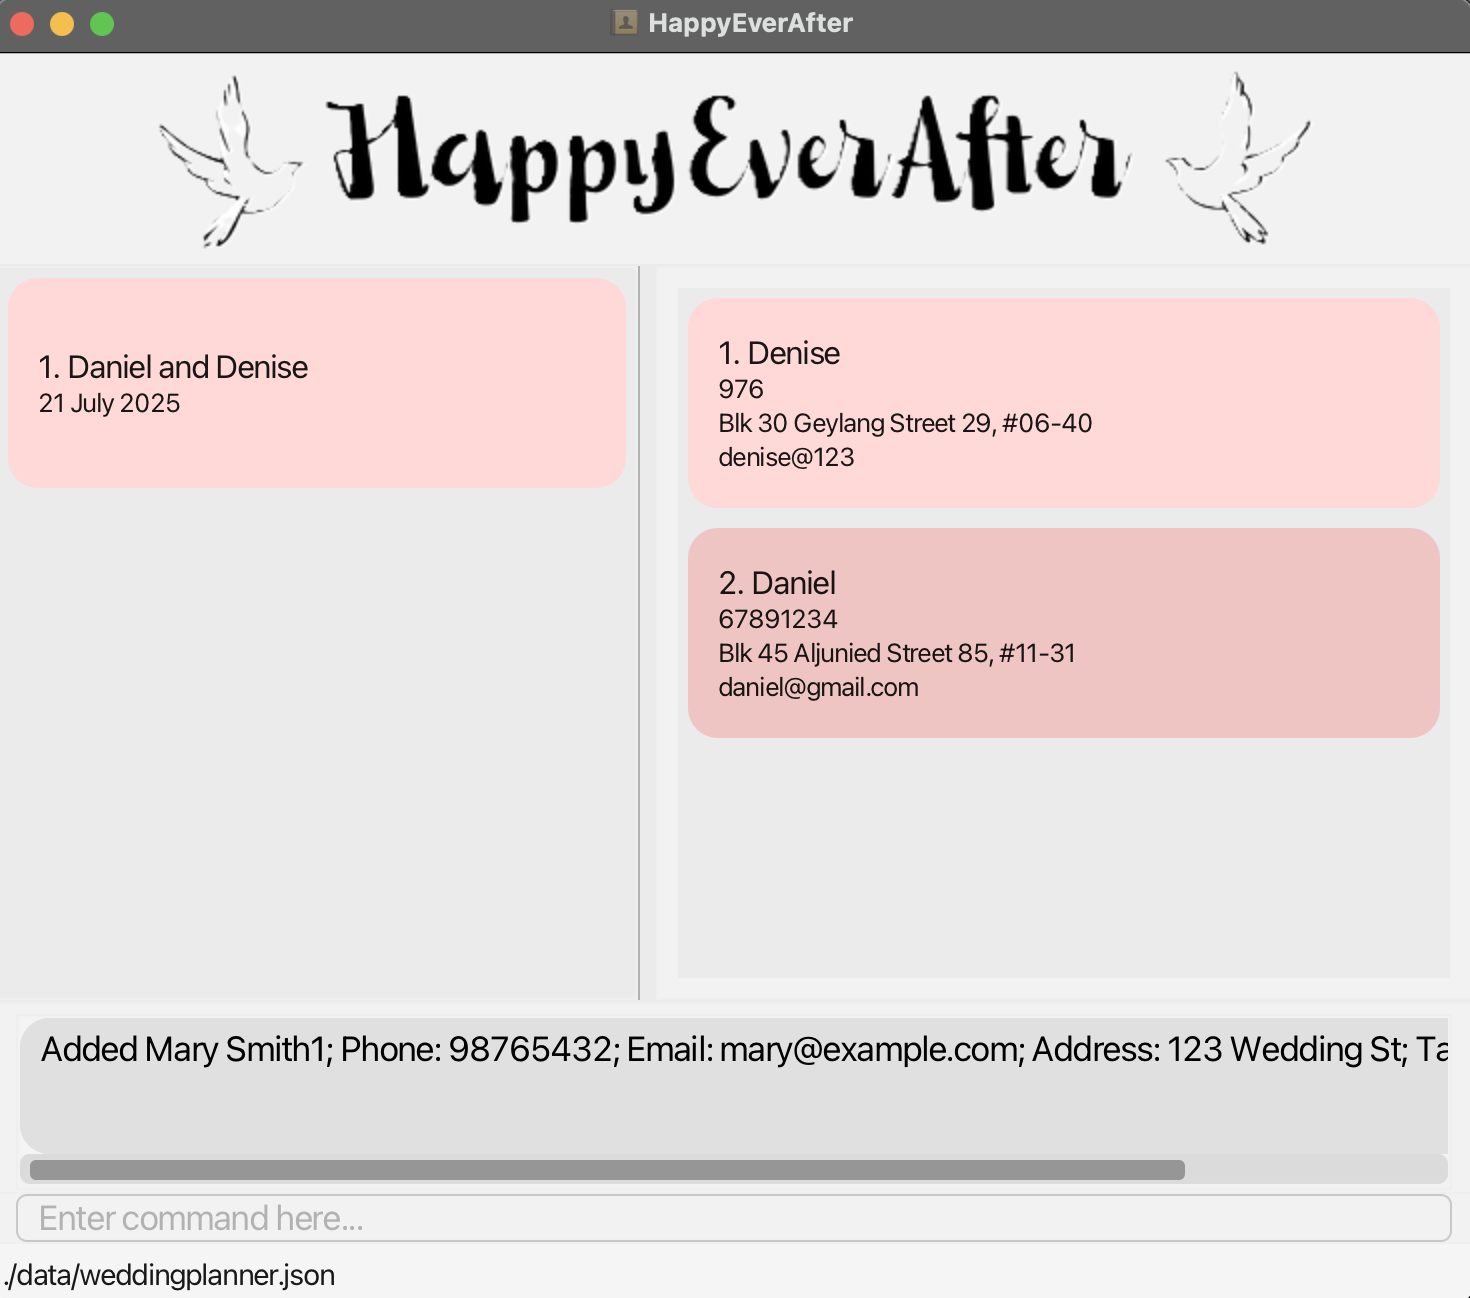 HappyEverAfter
HappyEverAfter
1. Daniel and Denise
21 July 2025
1. Denise
976
Blk 30 Geylang Street 29, #06-40
denise@123
2. Daniel
67891234
Blk 45 Aljunied Street 85, #11-31
daniel@gmail.com
Added Mary Smith1; Phone: 98765432; Email: mary@example.com; Address: 123 Wedding St; Ta
Enter command here...
./data/weddingplanner.json